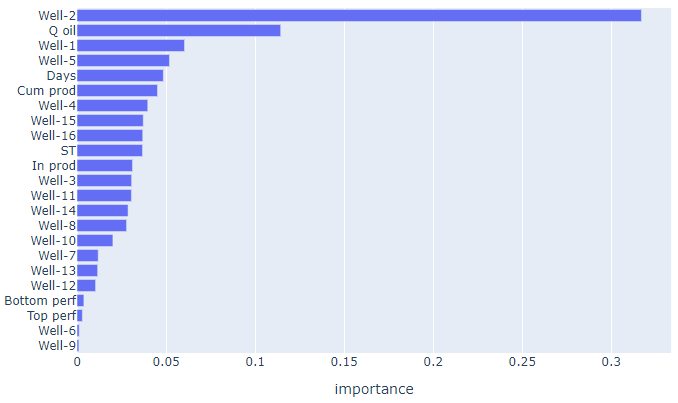 Well-2
Q oil
Well-1
Well-5
Days
Cum prod
Well-4
Well-15
Well-16
ST
In prod
Well-3
Well-11
Well-14
Well-8
Well-10
Well-7
Well-13
Well-12
Bottom perf
Top perf
Well-6
Well-9
0 0.05 0.1 0.15 0.2 0.25 0.3
importance